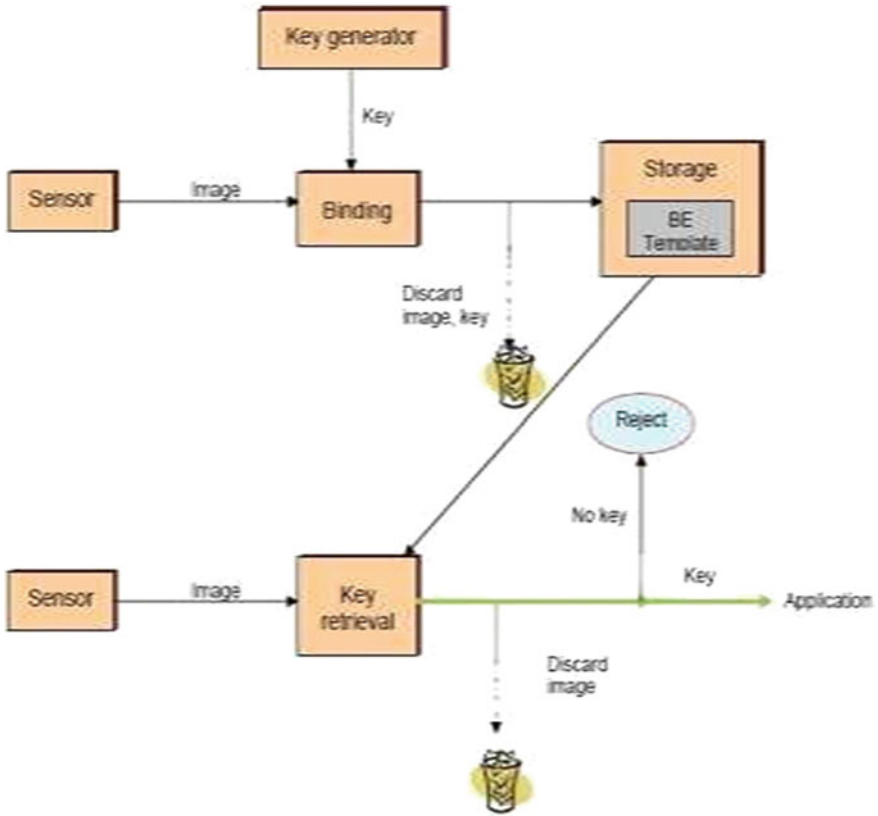 Key generator
Key
Sensor
Image
Binding
Storage
BE
Template
Discard
image, key
Reject
No key
Sensor
Image
Key
retrieval
Key
Application
Discard
image